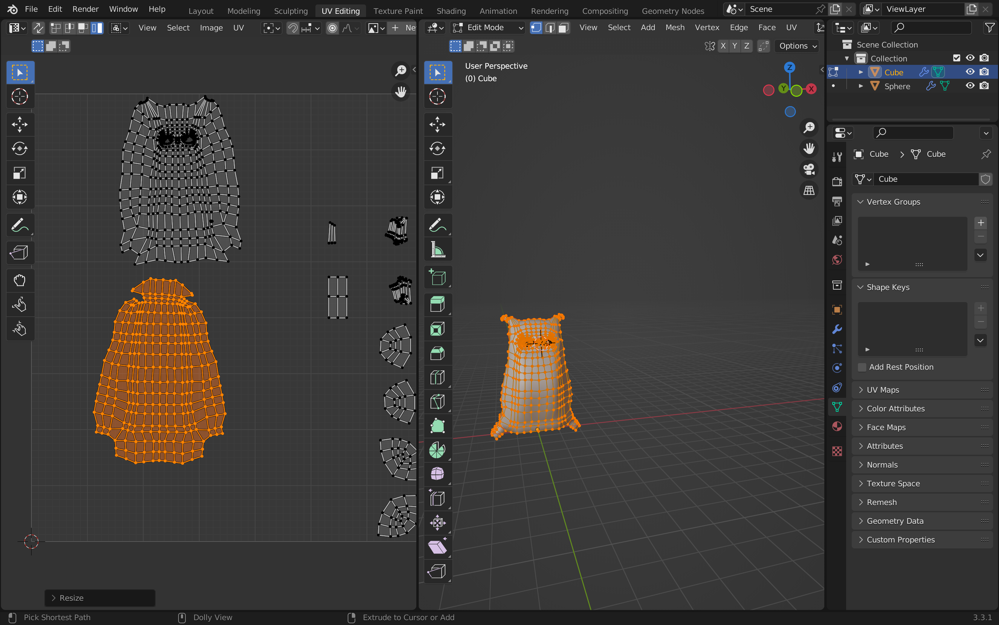 File Edit Render Window Help Layout Modeling Sculpting UV Editing Texture Paint Shading Animation Rendering Compositing Geometry Nodes Scene ViewLayer
View Select Image UV Ne
Edit Mode View Select Add Mesh Vertex Edge Face UV
X Y Z Options
User Perspective
(0) Cube
Z
Y X
Scene Collection
Collection
Cube
Sphere
Cube Cube
Cube
Vertex Groups
Shape Keys
Add Rest Position
UV Maps
Color Attributes
Face Maps
Attributes
Normals
Texture Space
Remesh
Geometry Data
Custom Properties
Resize
Pick Shortest Path Dolly View Extrude to Cursor or Add 3.3.1